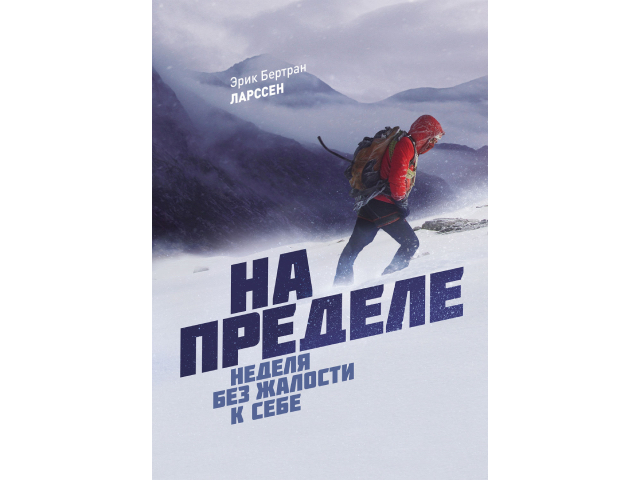 Эрик Бертран
ЛАРССЕН
НА
ПРЕДЕЛЕ
НЕДЕЛЯ
БЕЗ ЖАЛОСТИ
К СЕБЕ